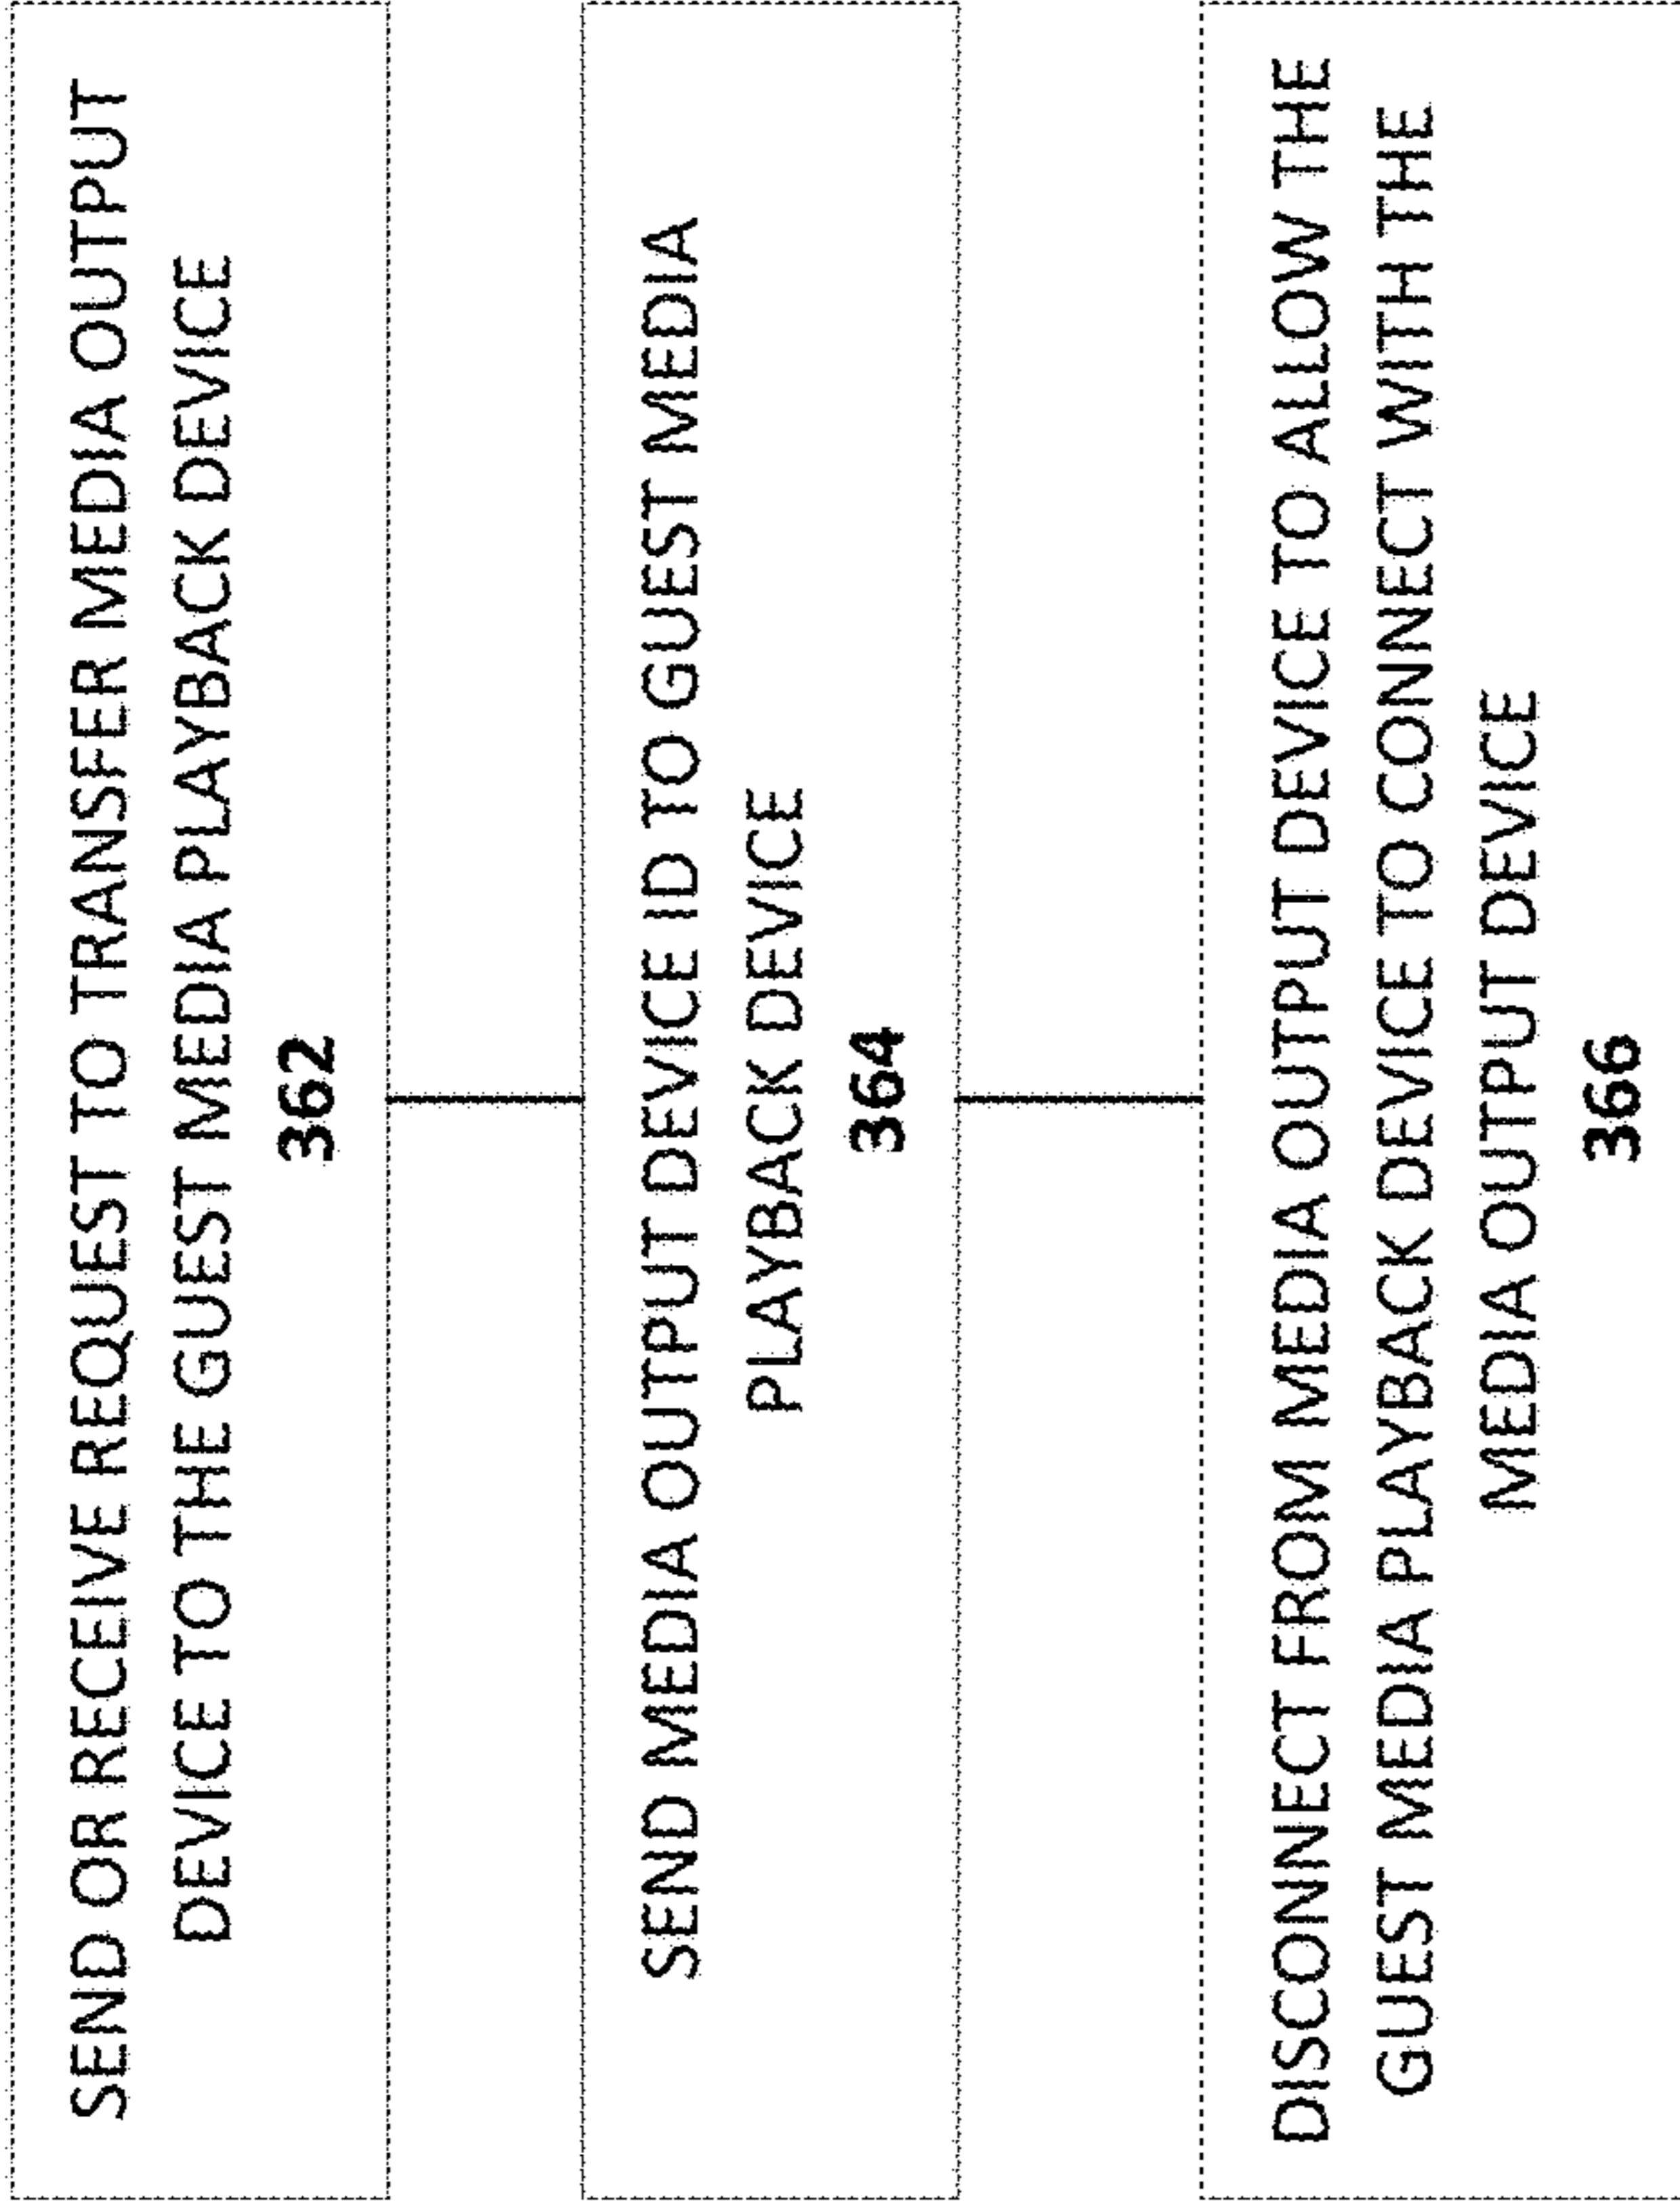 SEND OR RECEIVE REQUEST TO TRANSFER MEDIA OUTPUT
DEVICE TO THE GUEST MEDIA PLAYBACK DEVICE
362
SEND MEDIA OUTPUT DEVICE ID TO GUEST MEDIA
PLAYBACK DEVICE
364
DISCONNECT FROM MEDIA OUTPUT DEVICE TO ALLOW THE
GUEST MEDIA PLAYBACK DEVICE TO CONNECT WITH THE
MEDIA OUTPUT DEVICE
366